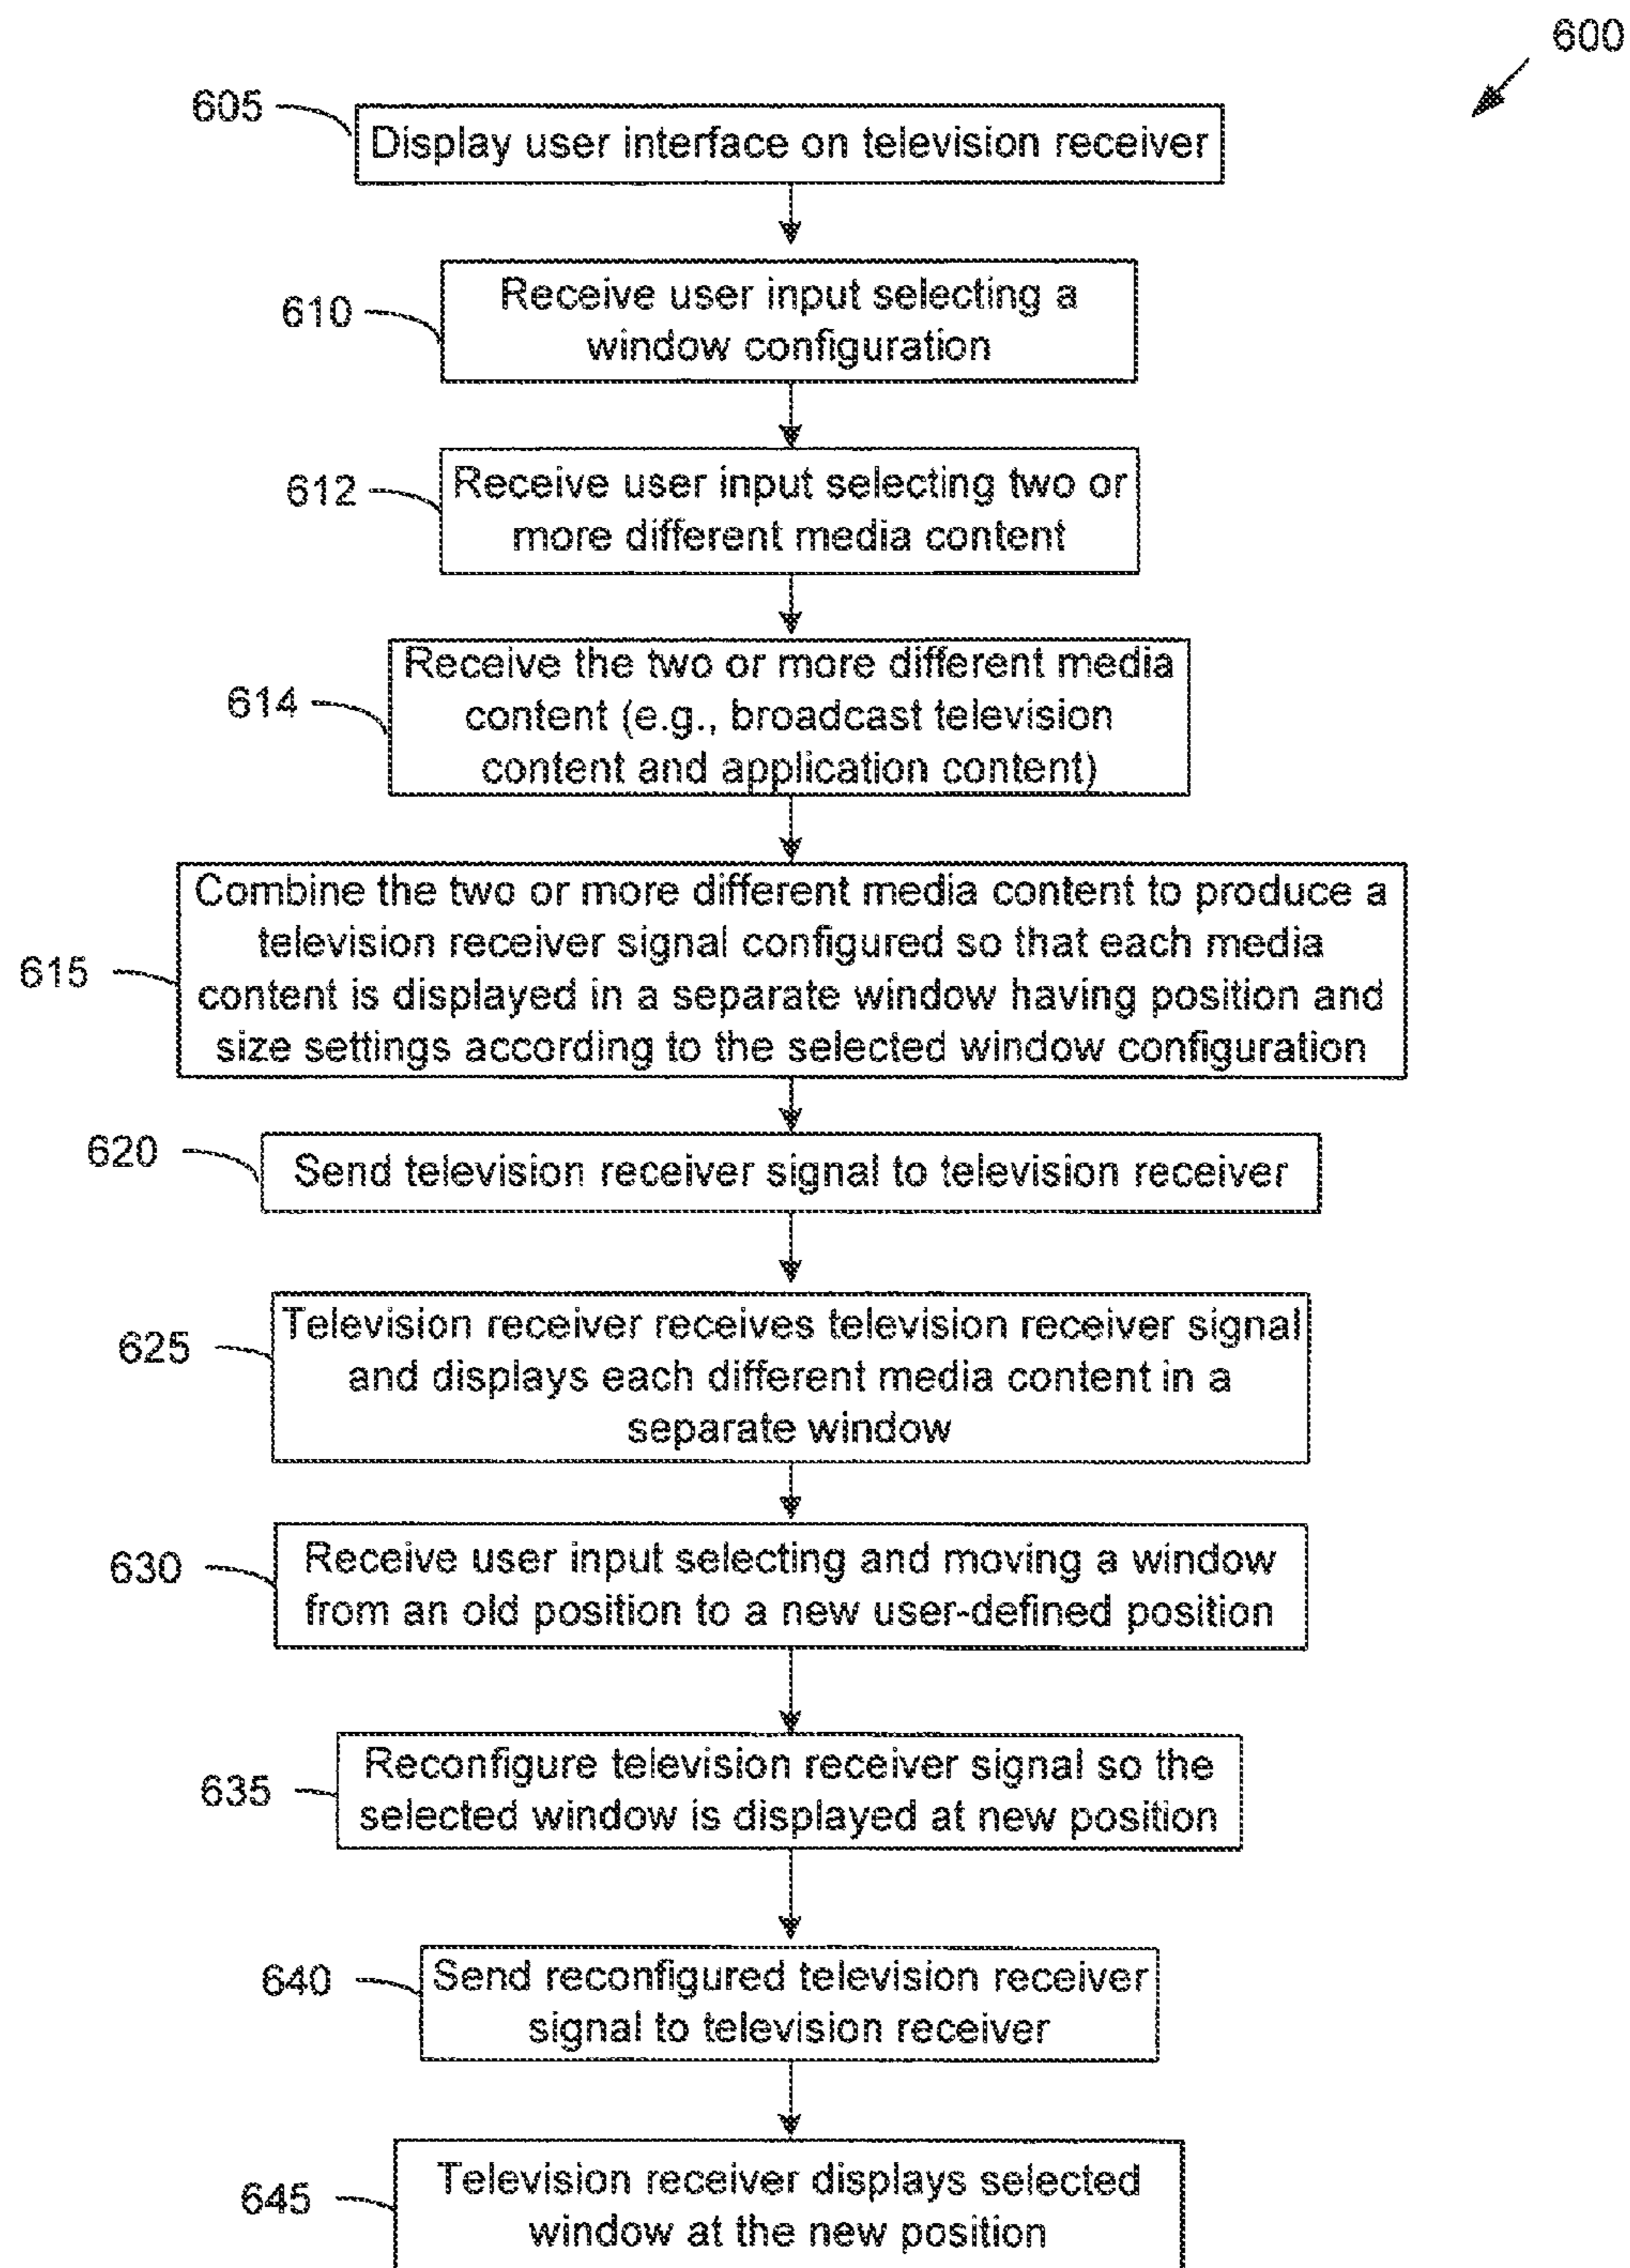 600
605
Display user interface on television receiver
610
Receive user input selecting a
window configuration
612
Receive user input selecting two or
more different media content
614
Receive the two or more different media
content (e.g., broadcast television
content and application content)
615
Combine the two or more different media content to produce a
television receiver signal configured so that each media
content is displayed in a separate window having position and
size settings according to the selected window configuration
620
Send television receiver signal to television receiver
625
Television receiver receives television receiver signal
and displays each different media content in a
separate window
630
Receive user input selecting and moving a window
from an old position to a new user-defined position
635
Reconfigure television receiver signal so the
selected window is displayed at new position
640
Send reconfigured television receiver
signal to television receiver
645
Television receiver displays selected
window at the new position